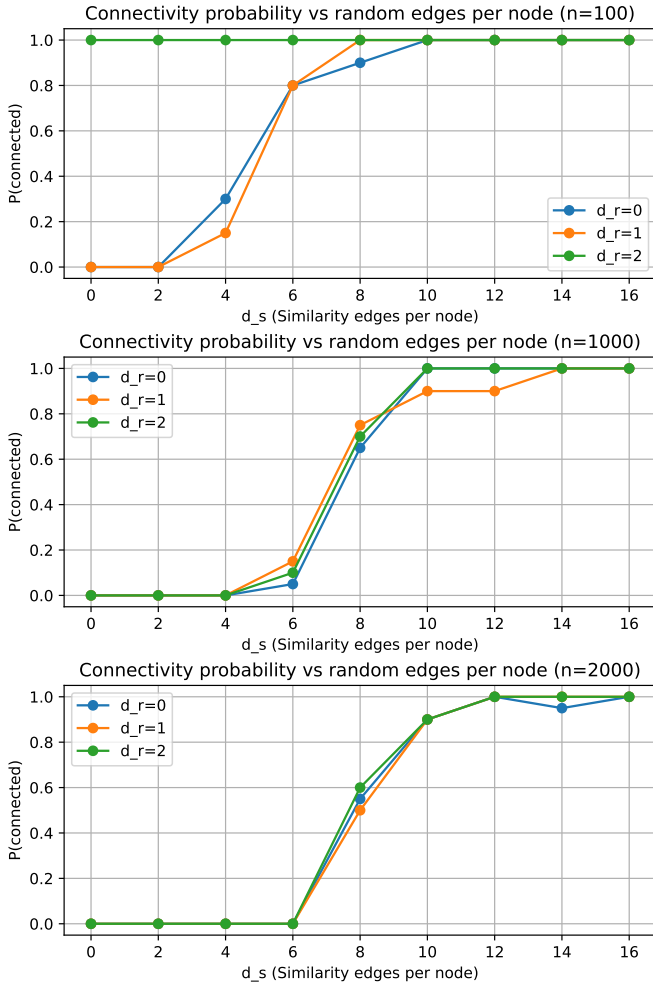 Connectivity probability vs random edges per node (n=100)
1.0
0.8
0.6
0.4
0.2
0.0
P(connected)
d_r=0
d_r=1
d_r=2
0 2 4 6 8 10 12 14 16
d_s (Similarity edges per node)
Connectivity probability vs random edges per node (n=1000)
1.0
0.8
0.6
0.4
0.2
0.0
P(connected)
d_r=0
d_r=1
d_r=2
0 2 4 6 8 10 12 14 16
d_s (Similarity edges per node)
Connectivity probability vs random edges per node (n=2000)
1.0
0.8
0.6
0.4
0.2
0.0
P(connected)
d_r=0
d_r=1
d_r=2
0 2 4 6 8 10 12 14 16
d_s (Similarity edges per node)